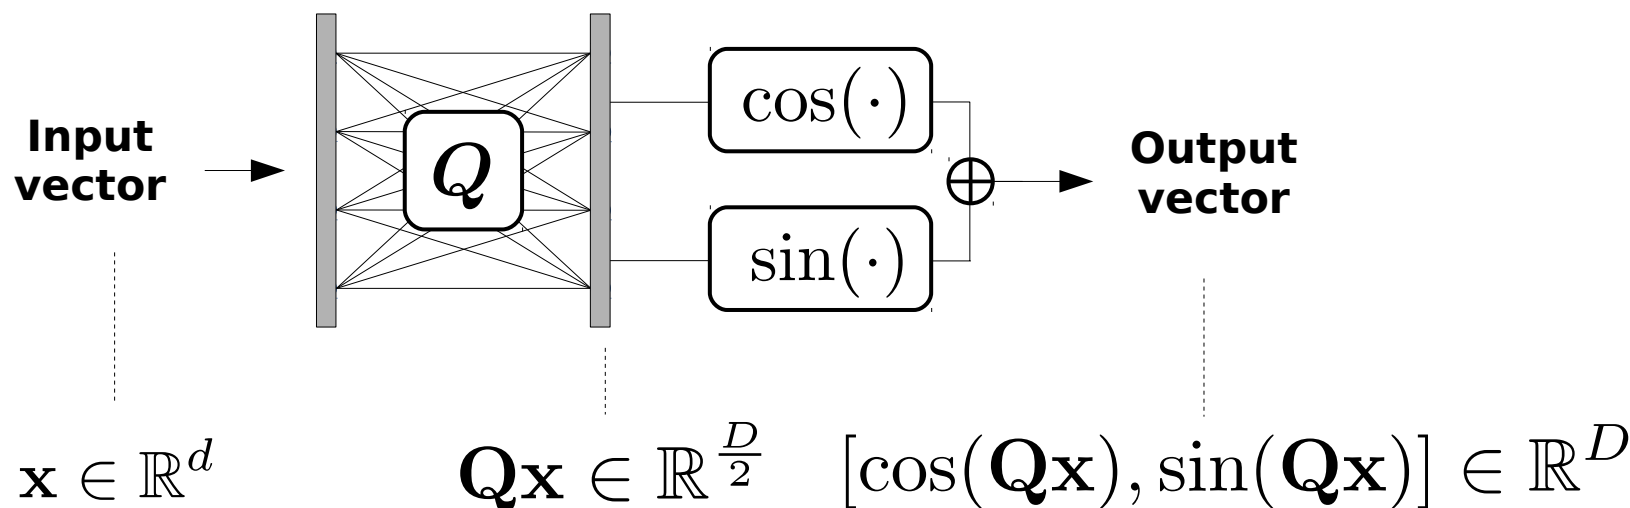 Input
vector
Q
cos(·)
sin(·)
⊕
Output
vector
x ∈ ℝ^d
Qx ∈ ℝ^{D/2}
[cos(Qx), sin(Qx)] ∈ ℝ^D